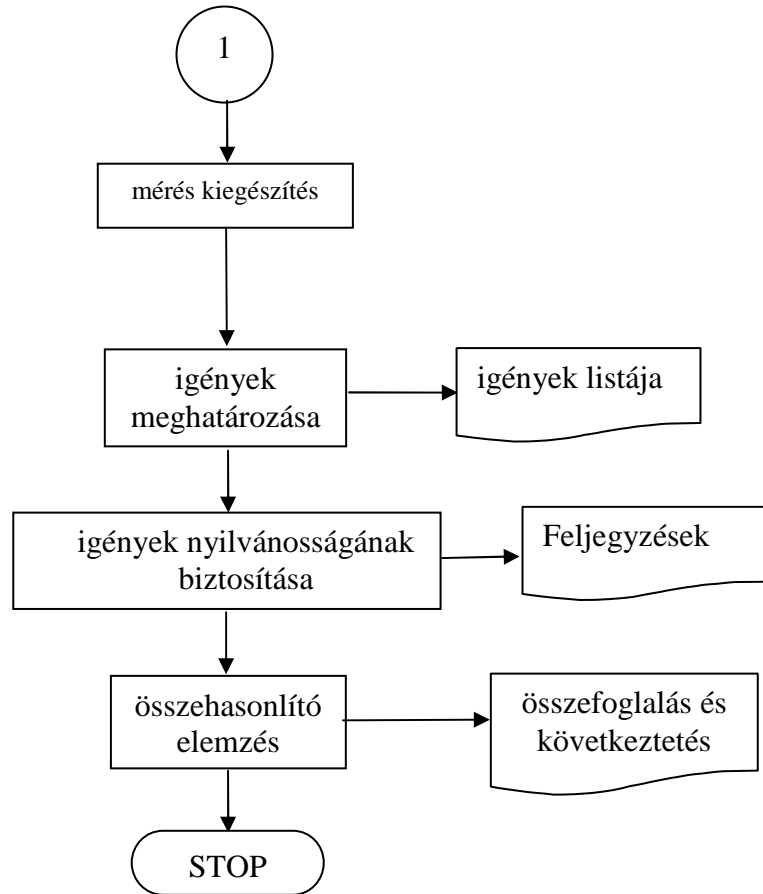 1
mérés kiegészítés
igények
meghatározása
igények listája
igények nyilvánosságának
biztosítása
Feljegyzések
összehasonlító
elemzés
összefoglalás és
következtetés
STOP